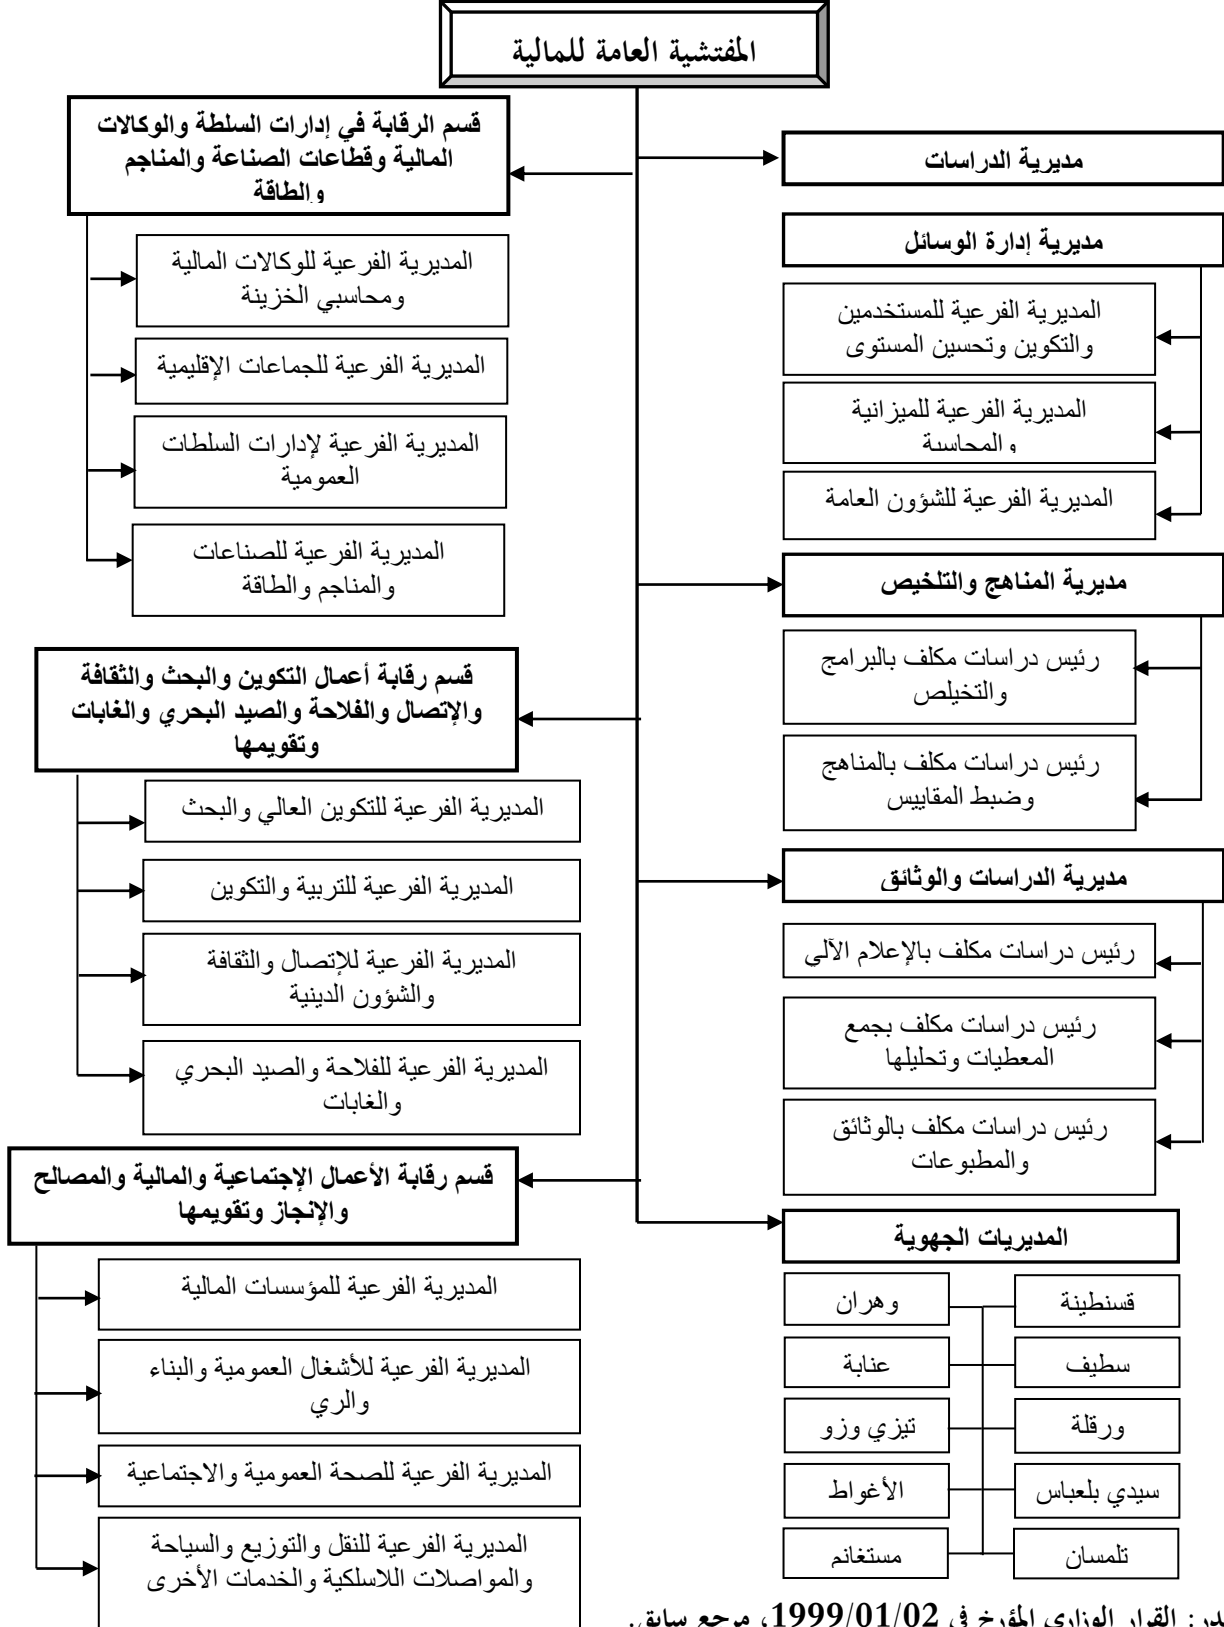 المفتشية العامة للمالية
مديرية الدراسات
مديرية إدارة الوسائل
المديرية الفرعية للمستخدمين
والتكوين وتحسين المستوى
المديرية الفرعية للميزانية
والمحاسبة
المديرية الفرعية للشؤون العامة
مديرية المناهج والتلخيص
رئيس دراسات مكلف بالبرامج
والتخيلص
رئيس دراسات مكلف بالمناهج
وضبط المقاييس
مديرية الدراسات والوثائق
رئيس دراسات مكلف بالإعلام الآلي
رئيس دراسات مكلف بجمع
المعطيات وتحليلها
رئيس دراسات مكلف بالوثائق
والمطبوعات
المديريات الجهوية
قسنطينة
وهران
سطيف
عنابة
ورقلة
تيزي وزو
سيدي بلعباس
الأغواط
تلمسان
مستغانم
قسم الرقابة في إدارات السلطة والوكالات
المالية وقطاعات الصناعة والمناجم
والطاقة
المديرية الفرعية للوكالات المالية
ومحاسبي الخزينة
المديرية الفرعية للجماعات الإقليمية
المديرية الفرعية لإدارات السلطات
العمومية
المديرية الفرعية للصناعات
والمناجم والطاقة
قسم رقابة أعمال التكوين والبحث والثقافة
والإتصال والفلاحة والصيد البحري والغابات
وتقويمها
المديرية الفرعية للتكوين العالي والبحث
المديرية الفرعية للتربية والتكوين
المديرية الفرعية للإتصال والثقافة
والشؤون الدينية
المديرية الفرعية للفلاحة والصيد البحري
والغابات
قسم رقابة الأعمال الإجتماعية والمالية والمصالح
والإنجاز وتقويمها
المديرية الفرعية للمؤسسات المالية
المديرية الفرعية للأشغال العمومية والبناء
والري
المديرية الفرعية للصحة العمومية والاجتماعية
المديرية الفرعية للنقل والتوزيع والسياحة
والمواصلات اللاسلكية والخدمات الأخرى
در: القرار الوزاري المؤرخ في 1999/01/02، مرجع سابق.